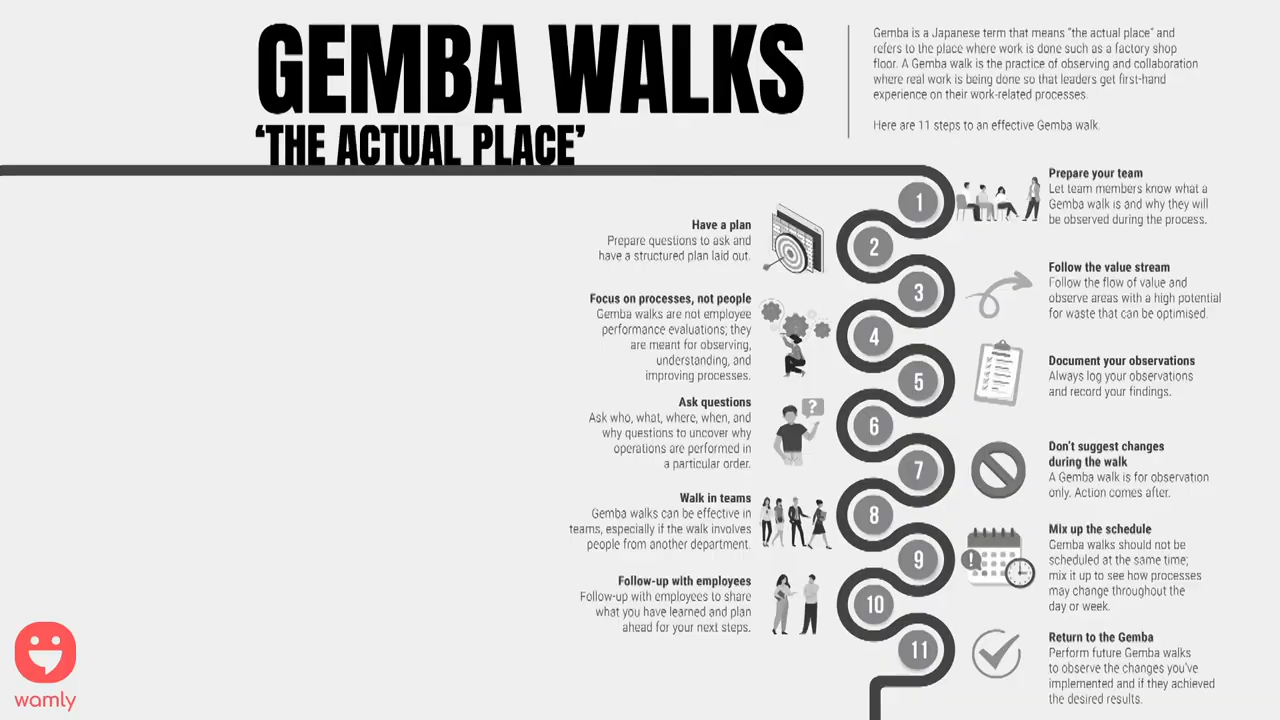 GEMBA WALKS
‘THE ACTUAL PLACE’
Gemba is a Japanese term that means “the actual place” and
refers to the place where work is done such as a factory shop
floor. A Gemba walk is the practice of observing and collaboration
where real work is being done so that leaders get first-hand
experience on their work-related processes.
Here are 11 steps to an effective Gemba walk.
1
Prepare your team
Let team members know what a
Gemba walk is and why they will
be observed during the process.
2
Have a plan
Prepare questions to ask and
have a structured plan laid out.
3
Follow the value stream
Follow the flow of value and
observe areas with a high potential
for waste that can be optimised.
4
Focus on processes, not people
Gemba walks are not employee
performance evaluations; they
are meant for observing,
understanding, and
improving processes.
5
Document your observations
Always log your observations
and record your findings.
6
Ask questions
Ask who, what, where, when, and
why questions to uncover why
operations are performed in
a particular order.
7
Don’t suggest changes
during the walk
A Gemba walk is for observation
only. Action comes after.
8
Walk in teams
Gemba walks can be effective in
teams, especially if the walk involves
people from another department.
9
Mix up the schedule
Gemba walks should not be
scheduled at the same time;
mix it up to see how processes
may change throughout the
day or week.
10
Follow-up with employees
Follow-up with employees to share
what you have learned and plan
ahead for your next steps.
11
Return to the Gemba
Perform future Gemba walks
to observe the changes you’ve
implemented and if they achieved
the desired results.
?
!
wamly